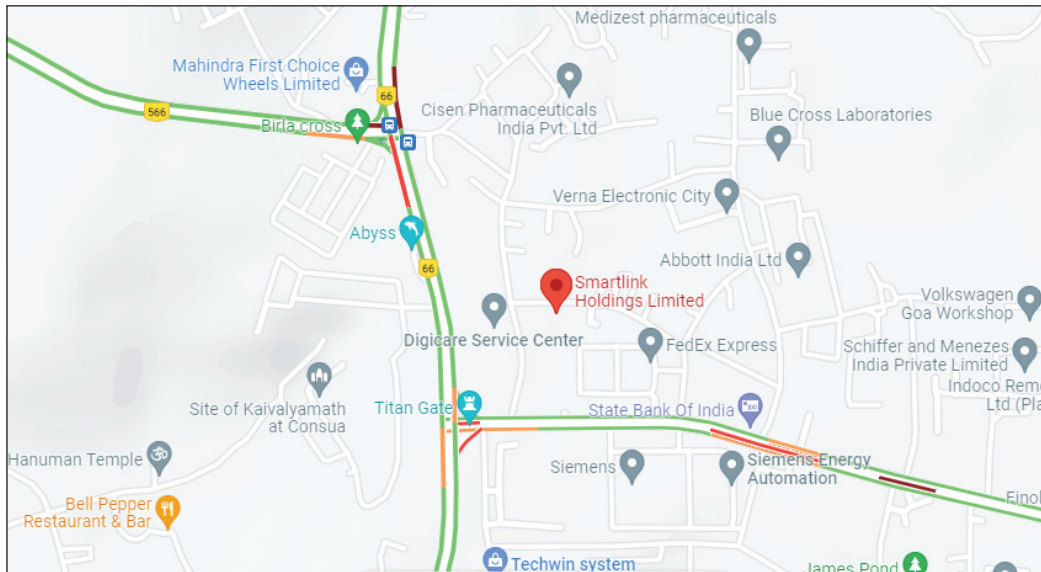 Medizest pharmaceuticals
Mahindra First Choice
Wheels Limited
566
66
Birla cross
Cisen Pharmaceuticals
India Pvt. Ltd
Blue Cross Laboratories
Verna Electronic City
Abyss
66
Abbott India Ltd
Smartlink
Holdings Limited
Volkswagen
Goa Workshop
Digicare Service Center
FedEx Express
Schiffer and Menezes
India Private Limited
Indoco Reme
Ltd (Pla
Site of Kaivalyamath
at Consua
Titan Gate
State Bank Of India
Hanuman Temple
Siemens
Siemens Energy
Automation
Bell Pepper
Restaurant & Bar
Finol
Techwin system
James Pond